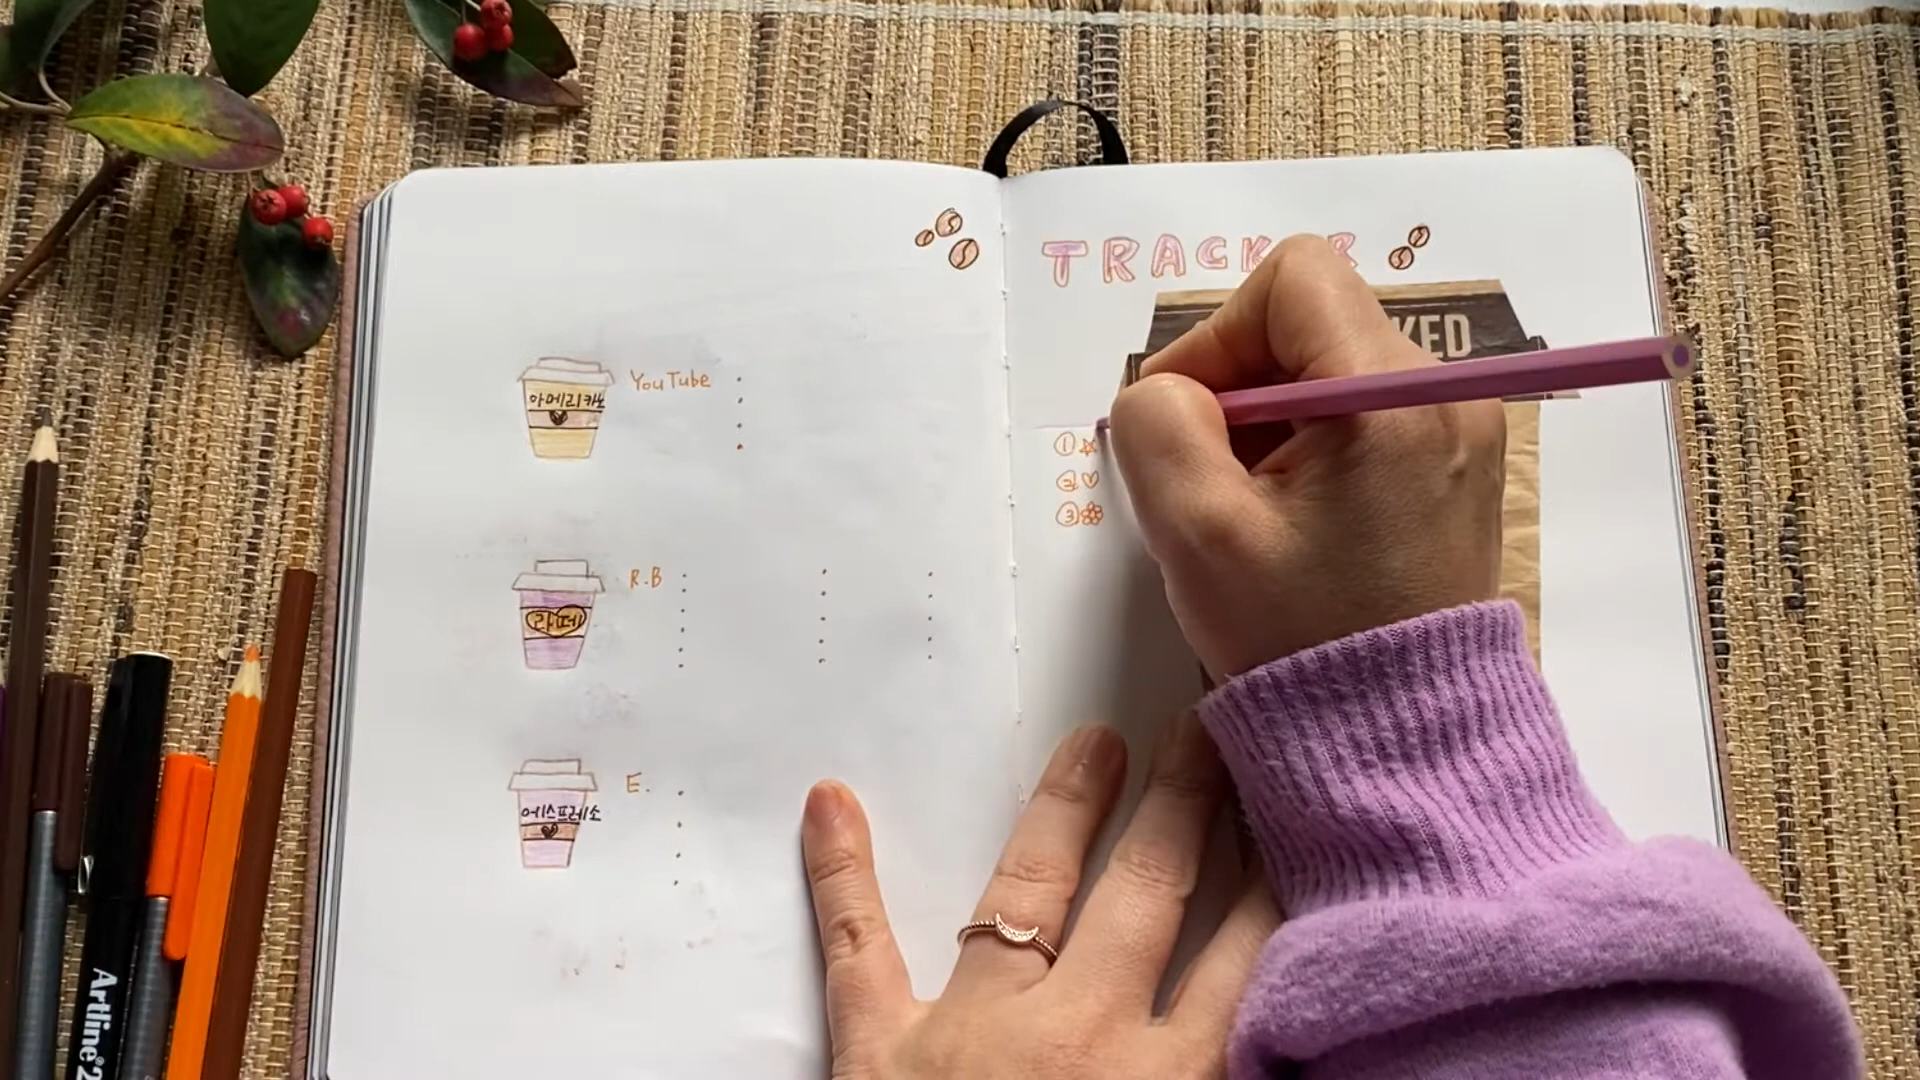 YouTube
아메리카노
R.B
라떼
E.
에스프레소
TRACKER
KED
①
②
③
Artline 2